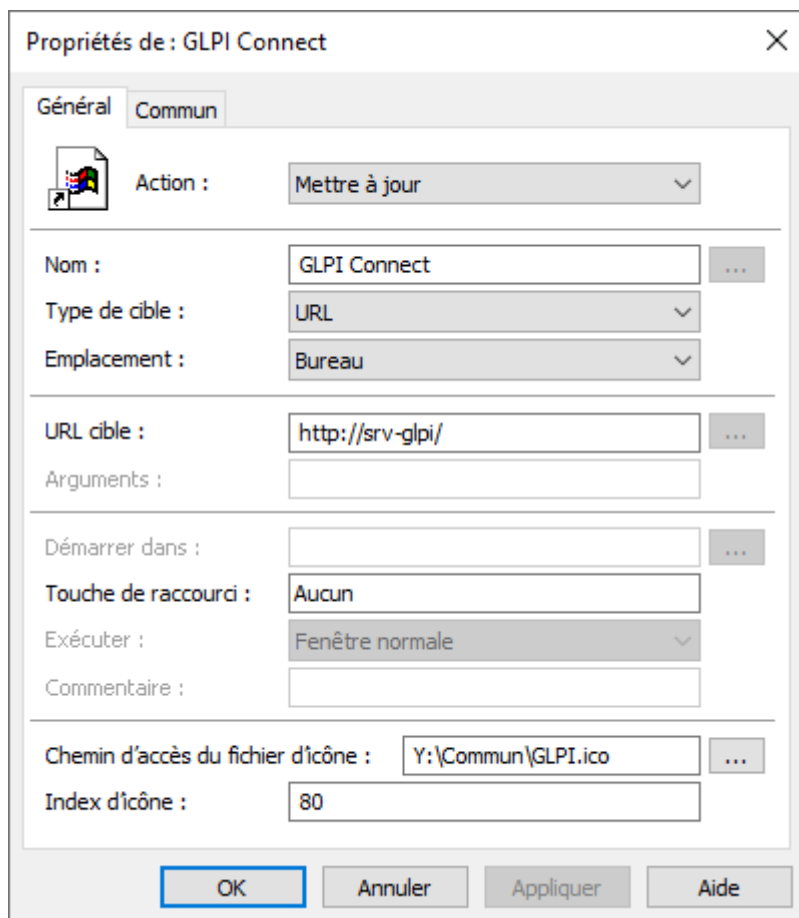 Propriétés de : GLPI Connect
Général Commun
Action : Mettre à jour
Nom : GLPI Connect ...
Type de cible : URL
Emplacement : Bureau
URL cible : http://srv-glpi/ ...
Arguments :
Démarrer dans : ...
Touche de raccourci : Aucun
Exécuter : Fenêtre normale
Commentaire :
Chemin d'accès du fichier d'icône : Y:\Commun\GLPI.ico ...
Index d'icône : 80
OK Annuler Appliquer Aide